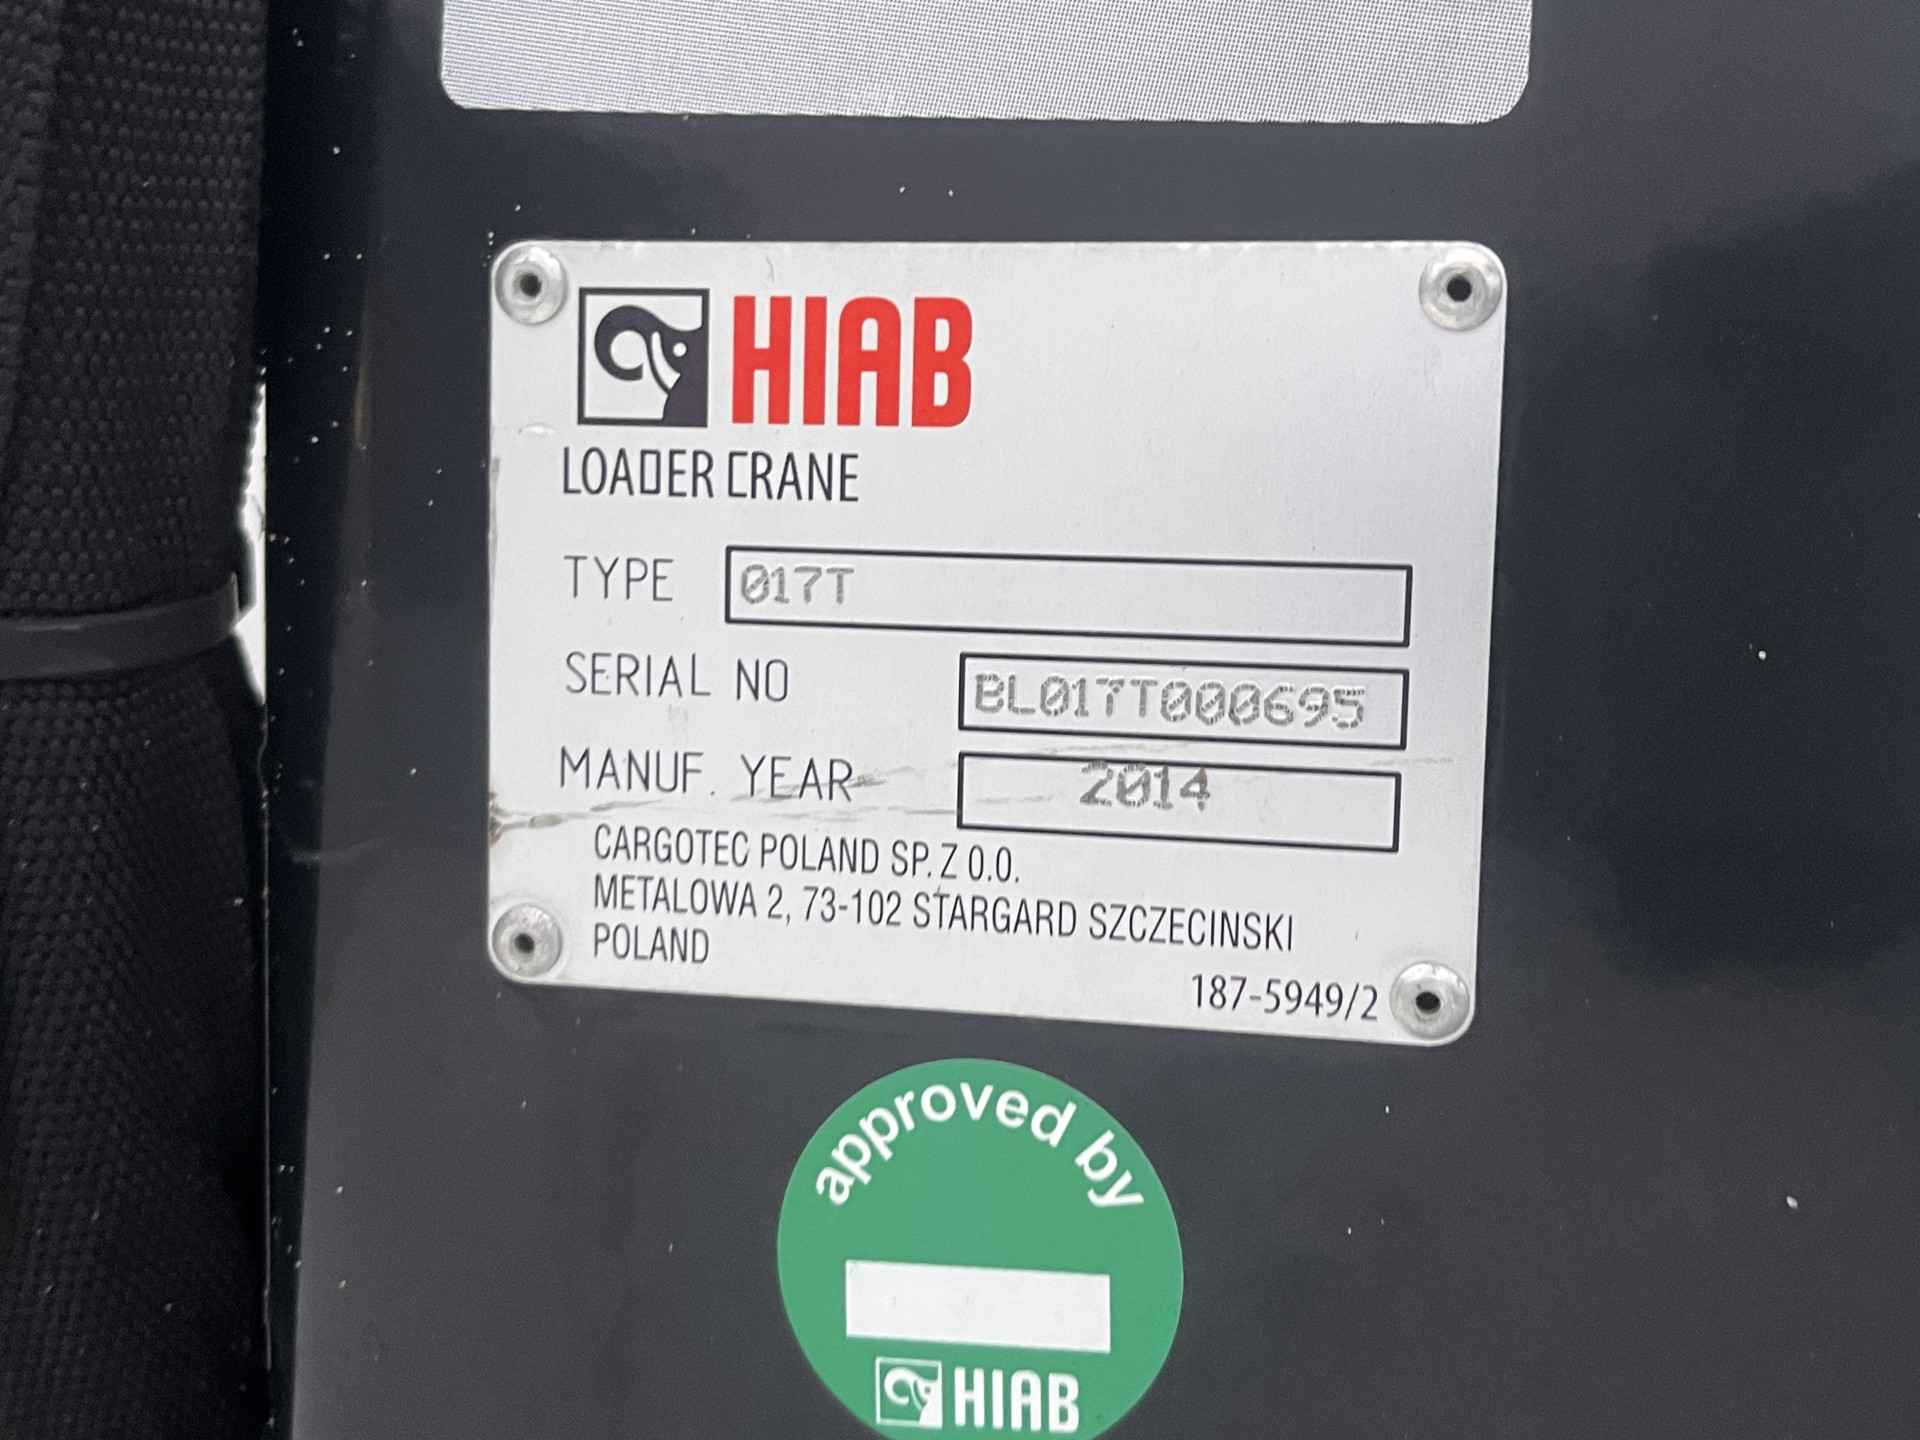 HIAB
LOADER CRANE
TYPE 017T
SERIAL NO BL017T000695
MANUF. YEAR 2014
CARGOTEC POLAND SP. Z O.O.
METALOWA 2, 73-102 STARGARD SZCZECINSKI
POLAND
187-5949/2
approved by
HIAB